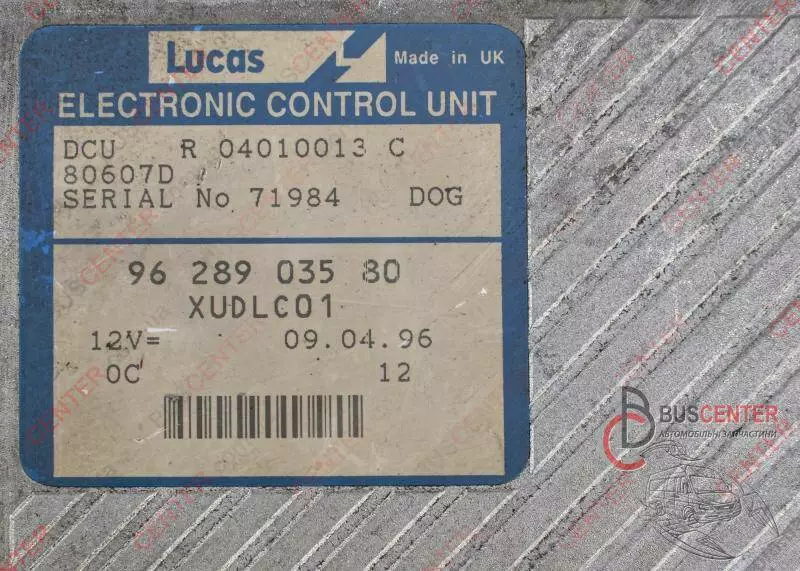 Lucas
Made in UK
ELECTRONIC CONTROL UNIT
DCU R 04010013 C
80607D
SERIAL No 71984 DOG
96 289 035 80
XUDLC01
12V= 09.04.96
0C 12
BUSCENTER
АВТОМОБІЛЬНІ ЗАПЧАСТИНИ